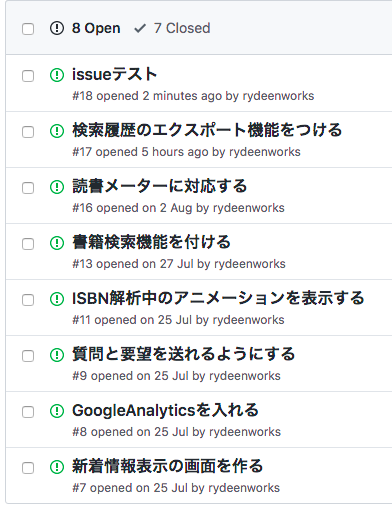 8 Open 7 Closed
issueテスト
#18 opened 2 minutes ago by rydeenworks
検索履歴のエクスポート機能をつける
#17 opened 5 hours ago by rydeenworks
読書メーターに対応する
#16 opened on 2 Aug by rydeenworks
書籍検索機能を付ける
#13 opened on 27 Jul by rydeenworks
ISBN解析中のアニメーションを表示する
#11 opened on 25 Jul by rydeenworks
質問と要望を送れるようにする
#9 opened on 25 Jul by rydeenworks
GoogleAnalyticsを入れる
#8 opened on 25 Jul by rydeenworks
新着情報表示の画面を作る
#7 opened on 25 Jul by rydeenworks